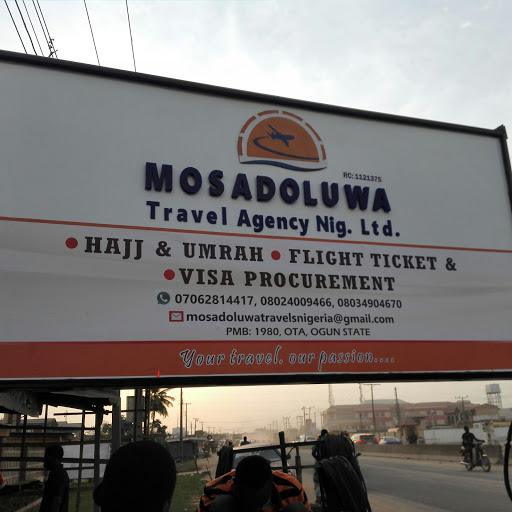 RC: 1121375
MOSADOLUWA
Travel Agency Nig. Ltd.
•HAJJ & UMRAH • FLIGHT TICKET &
•VISA PROCUREMENT
07062814417, 08024009466, 08034904670
mosadoluwatravelsnigeria@gmail.com
PMB: 1980, OTA, OGUN STATE
Your travel, our passion....